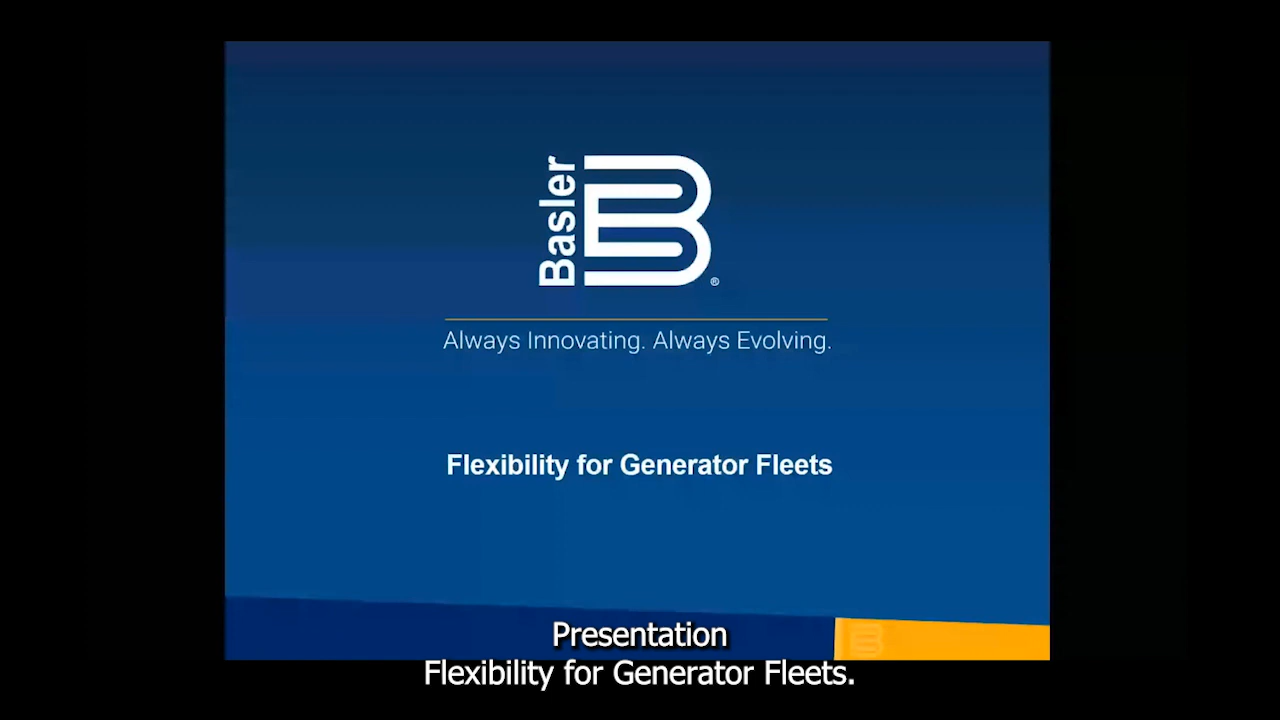 Basler
®
Always Innovating. Always Evolving.
Flexibility for Generator Fleets
Presentation
Flexibility for Generator Fleets.